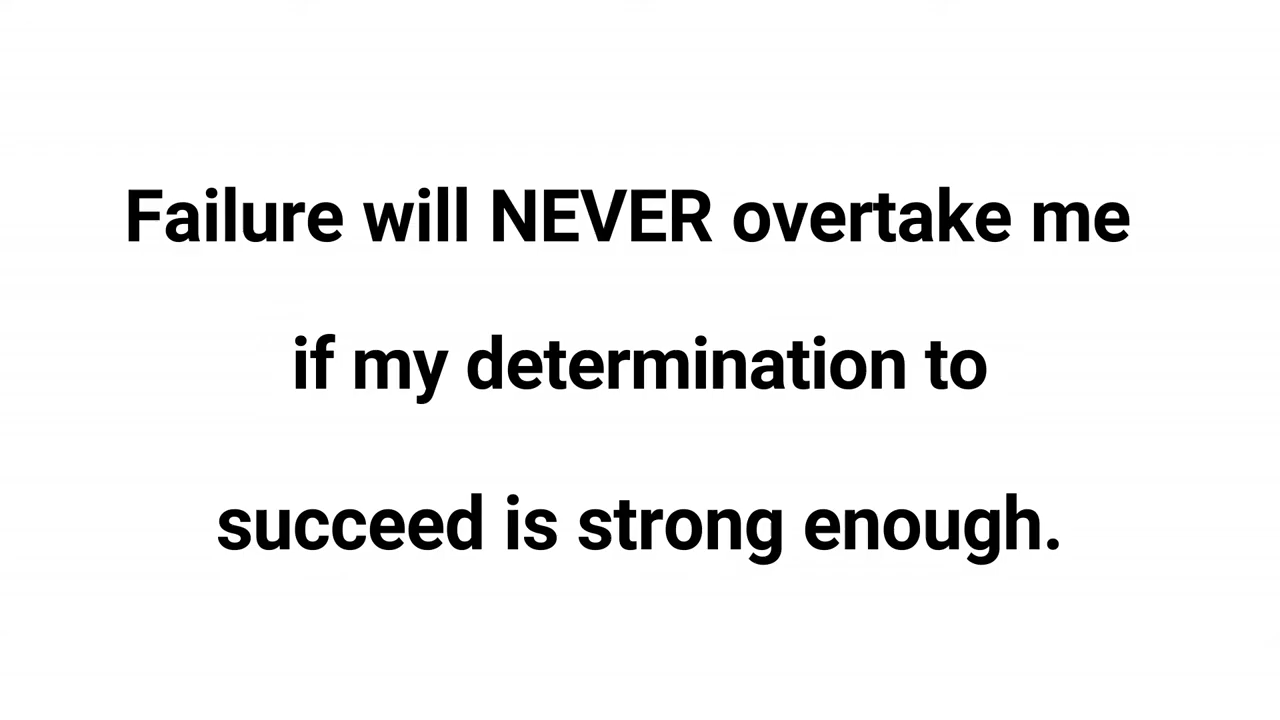 Failure will NEVER overtake me
if my determination to
succeed is strong enough.